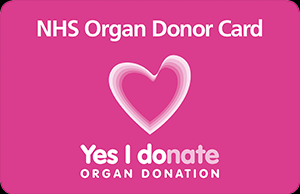 NHS Organ Donor Card
Yes I donate
ORGAN DONATION